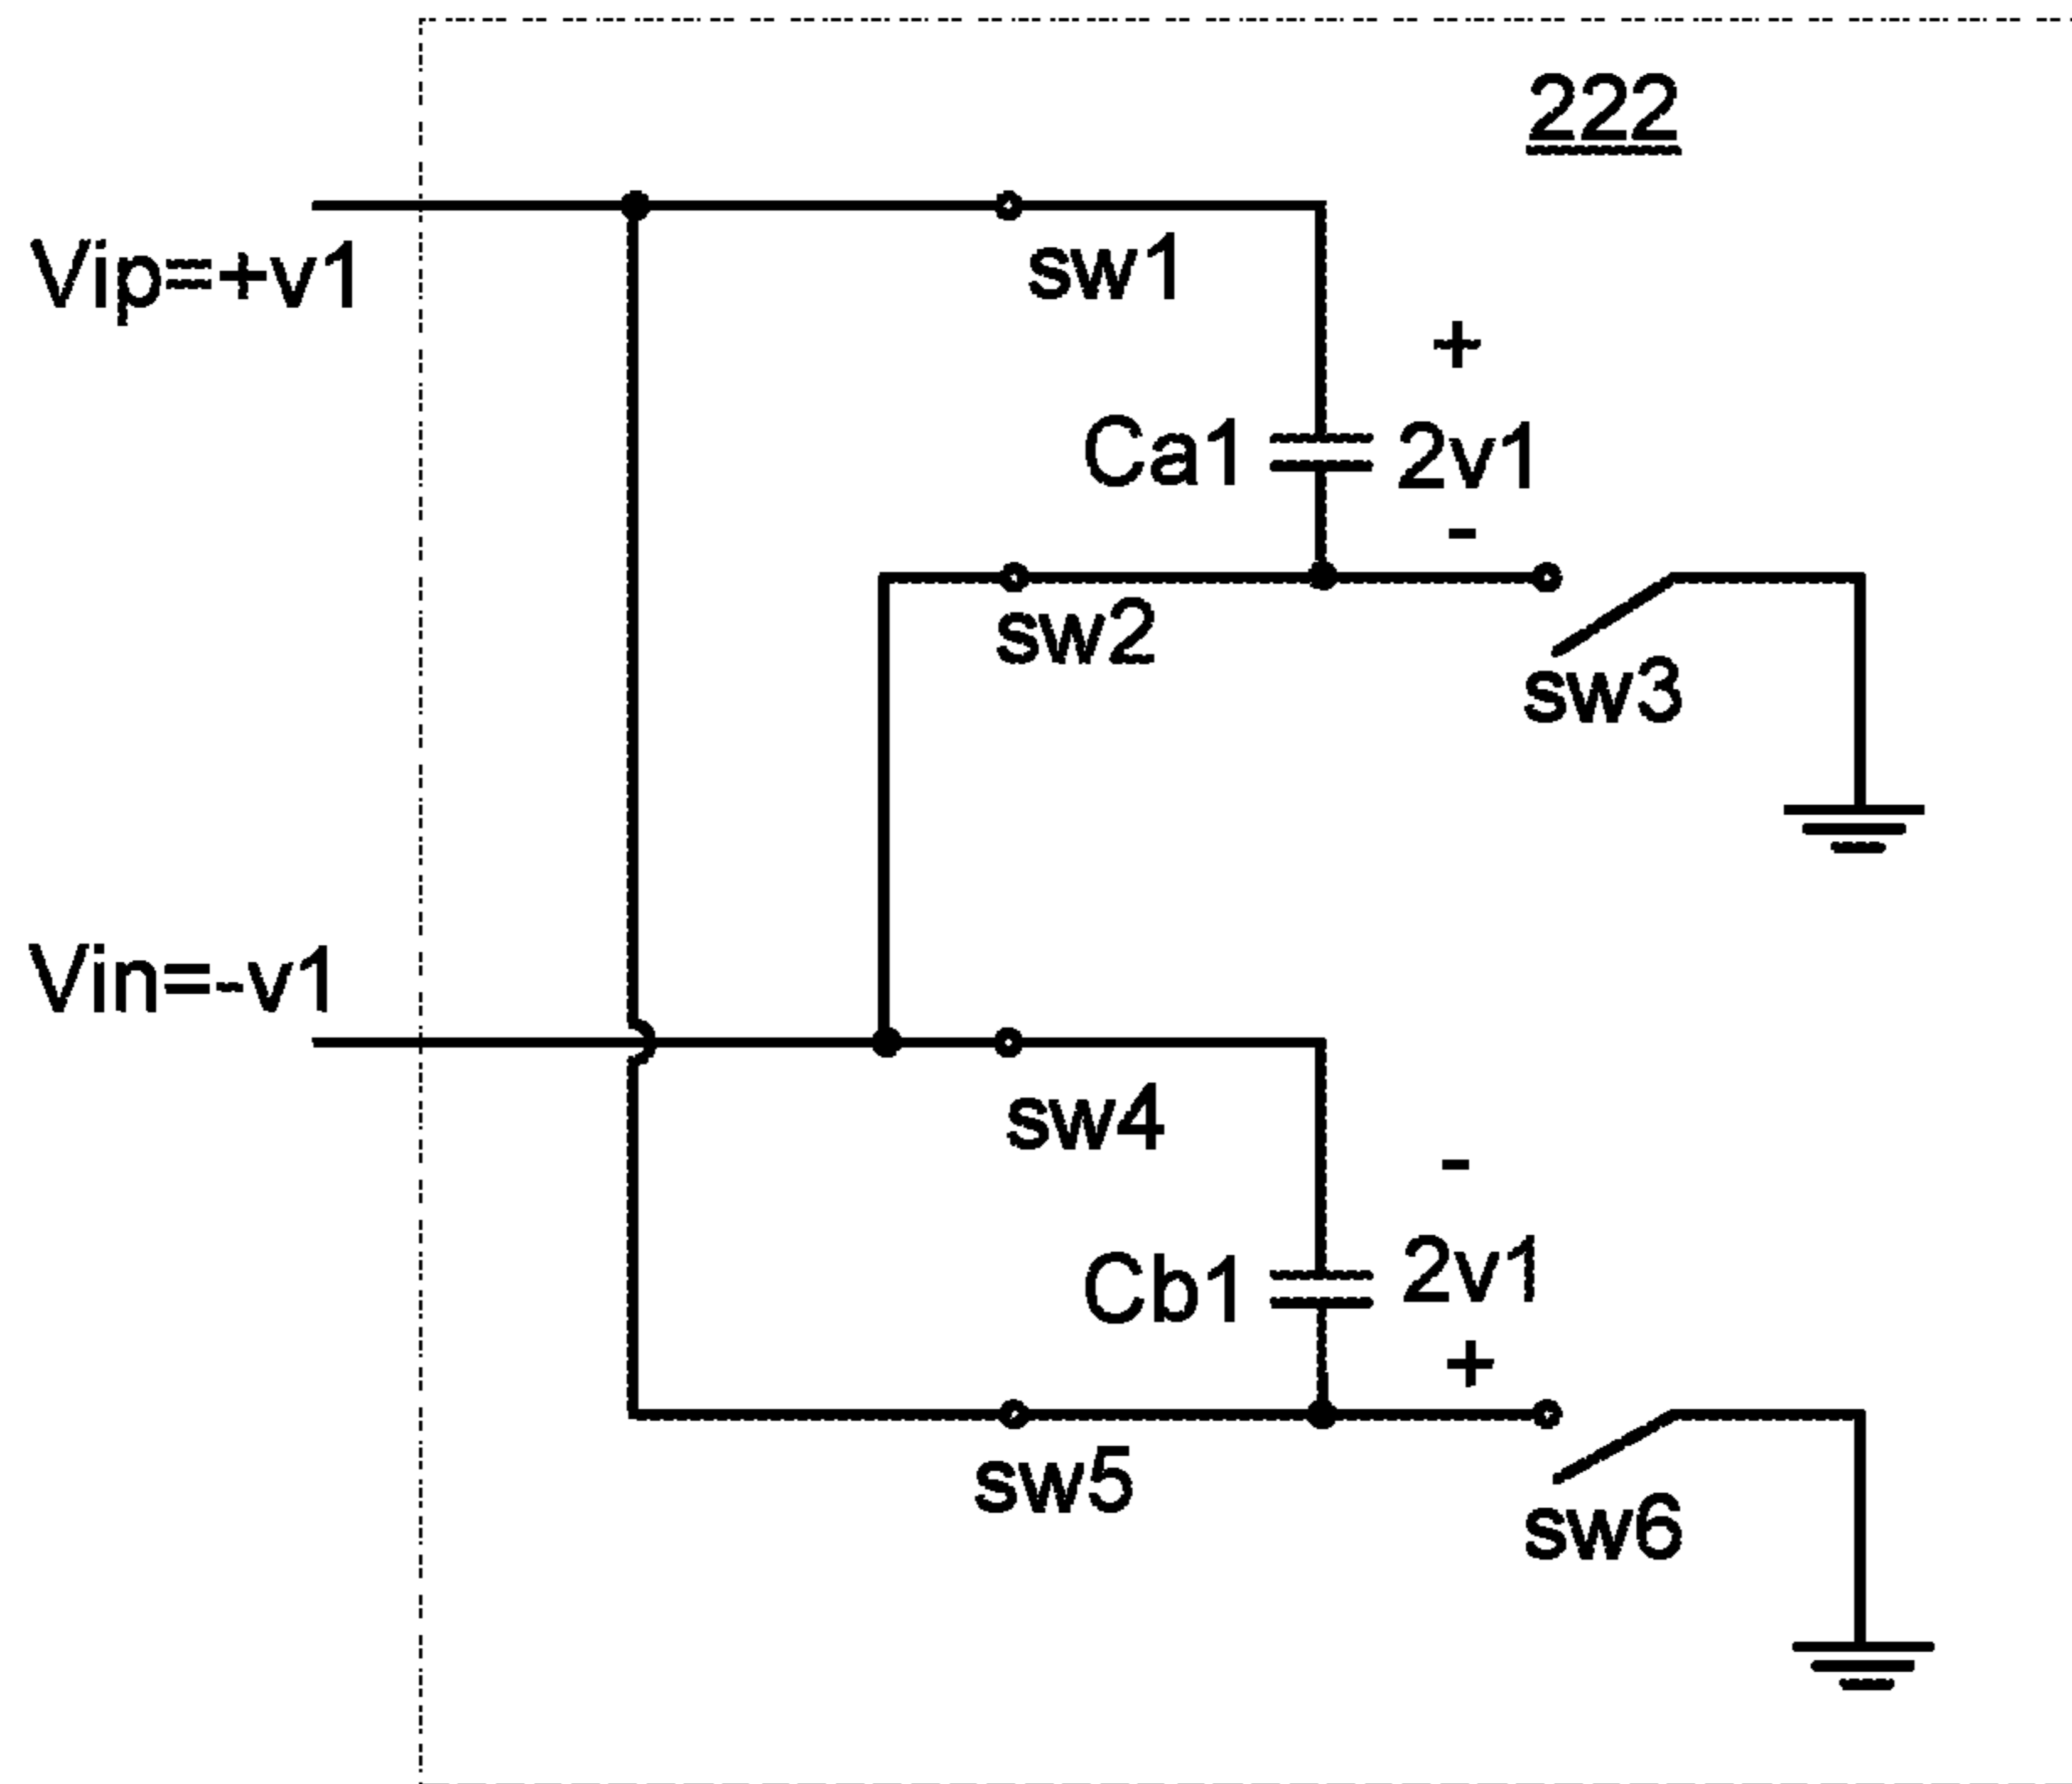 222
Vip=+v1
sw1
+
Ca1
2v1
-
sw2
sw3
Vin=-v1
sw4
-
Cb1
2v1
+
sw5
sw6